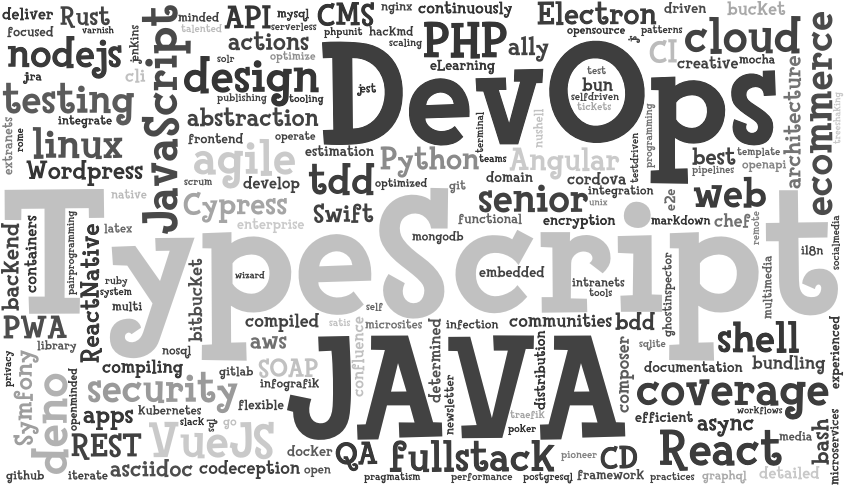 deliver
Rust
minded
API
mysql
CMS
nginx
continuously
Electron
driven
bucket
focused
varnish
talented
serverless
phpunit
hackmd
opensource
js
patterns
nodejs
jenkins
JavaScript
actions
scaling
PHP
ally
CI
cloud
jra
cli
solr
optimize
eLearning
creative
mocha
testing
design
publishing
tooling
DevOps
jest
test
bun
selfdriven
tickets
architecture
ecommerce
treeshaking
integrate
abstraction
extranets
rome
linux
frontend
operate
terminal
nushell
testdriven
programming
best
template
pipelines
openapi
Wordpress
agile
estimation
Python
teams
Angular
scrum
develop
tdd
optimized
git
domain
cordova
integration
unix
native
Cypress
Swift
senior
e2e
web
functional
encryption
markdown
chef
remote
backend
containers
pairprogramming
latex
enterprise
mongodb
TypeScript
i18n
socialmedia
ReactNative
ruby
system
multi
bitbucket
wizard
embedded
intranets
tools
ghostinspector
multimedia
PWA
library
compiled
self
satis
microsites
infection
communities
bdd
sqlite
shell
experienced
nosql
aws
confluence
determined
distribution
composer
privacy
compiling
gitlab
SOAP
infografik
JAVA
documentation
bundling
Symfony
deno
openminded
security
newsletter
coverage
apps
kubernetes
slack
sql
go
flexible
traefik
poker
efficient
async
workflows
bash
microservices
REST
VueJS
docker
QA
fullstack
pioneer
CD
React
media
github
iterate
asciidoc
codeception
open
pragmatism
performance
postgresql
framework
practices
graphql
detailed